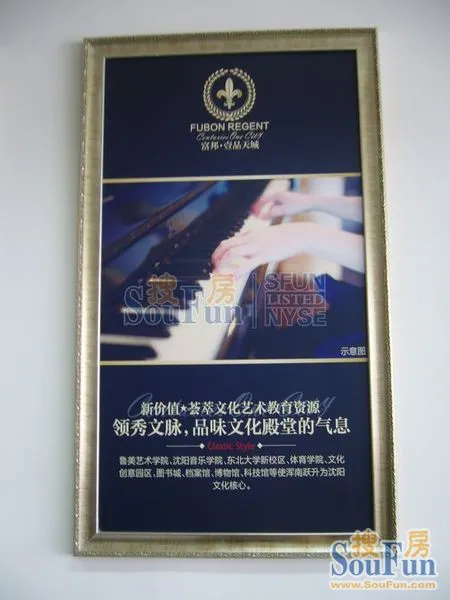 FUBON REGENT
Centuries One City
富邦·壹品天城
搜房
SouFun
SFUN
LISTED
NYSE
示意图
新价值★荟萃文化艺术教育资源
领秀文脉，品味文化殿堂的气息
Classic Style
鲁美艺术学院、沈阳音乐学院、东北大学新校区、体育学院、文化
创意园区、图书城、档案馆、博物馆、科技馆等使浑南跃升为沈阳
文化核心。
搜房
SouFun
www.SouFun.com